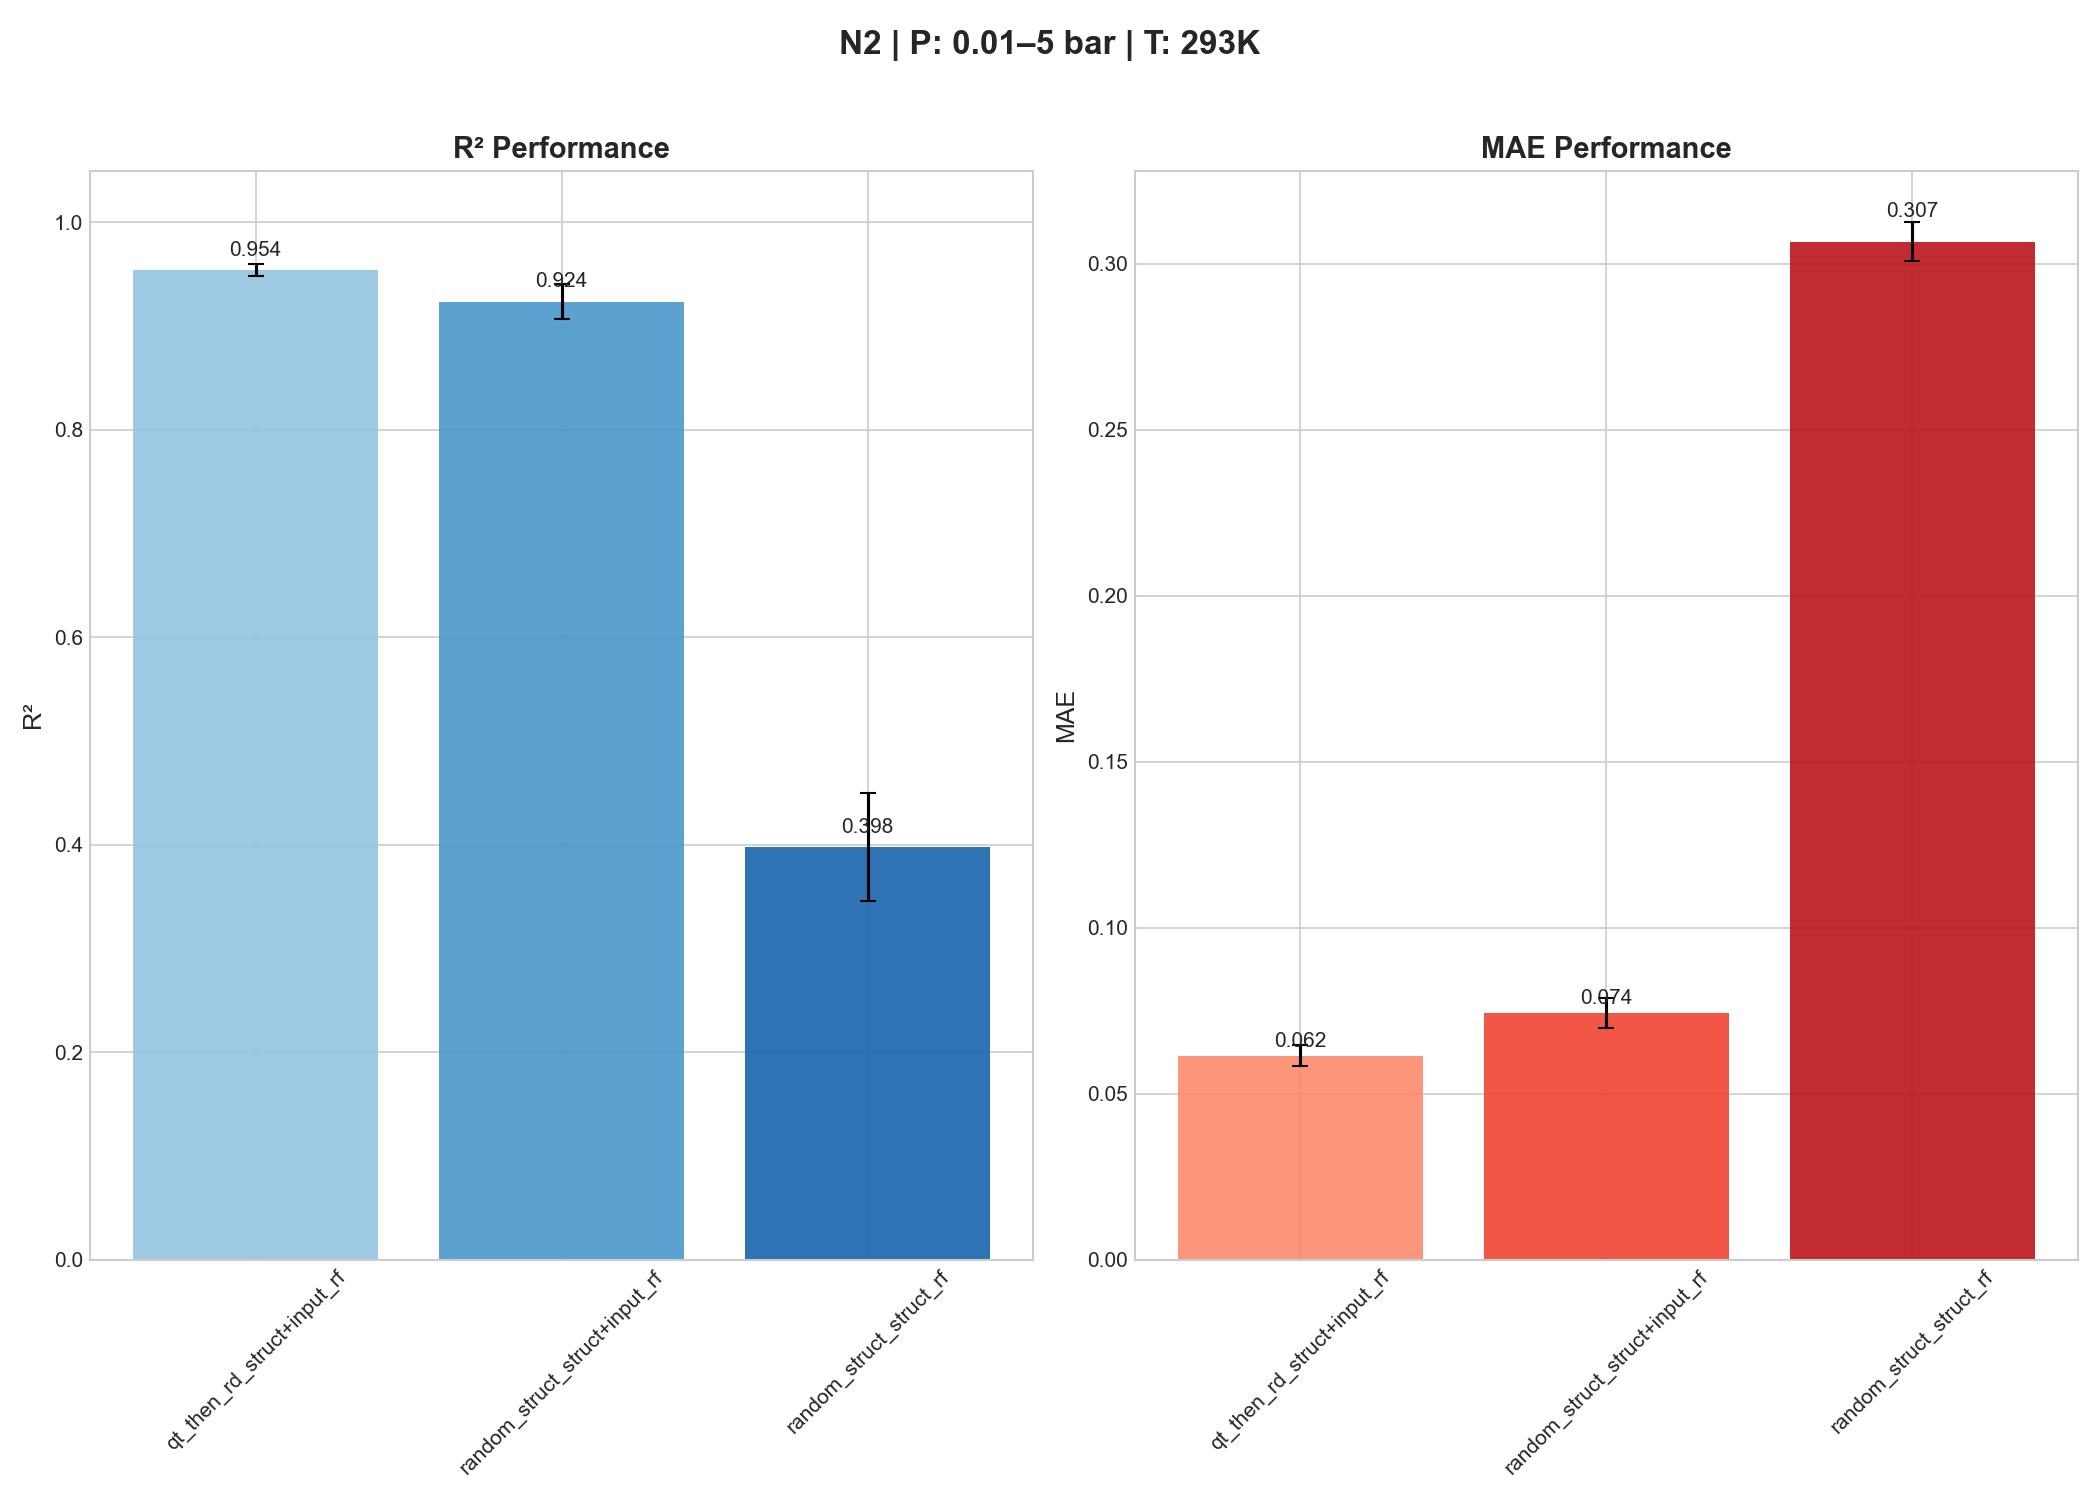 N2 | P: 0.01–5 bar | T: 293K
R² Performance
R²
1.0
0.8
0.6
0.4
0.2
0.0
0.954
0.924
0.398
qt_then_rd_struct+input_rf
random_struct_struct+input_rf
random_struct_struct_rf
MAE Performance
MAE
0.30
0.25
0.20
0.15
0.10
0.05
0.00
0.062
0.074
0.307
qt_then_rd_struct+input_rf
random_struct_struct+input_rf
random_struct_struct_rf